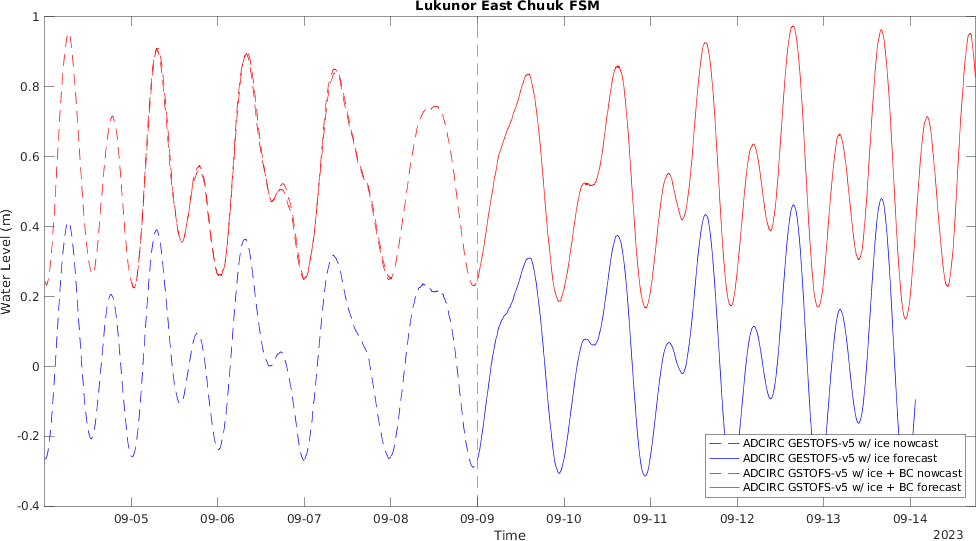 Lukunor East Chuuk FSM
1
0.8
0.6
0.4
0.2
0
-0.2
-0.4
Water Level (m)
ADCIRC GESTOFS-v5 w/ ice nowcast
ADCIRC GESTOFS-v5 w/ ice forecast
ADCIRC GSTOFS-v5 w/ ice + BC nowcast
ADCIRC GSTOFS-v5 w/ ice + BC forecast
09-05 09-06 09-07 09-08 09-09 09-10 09-11 09-12 09-13 09-14
Time
2023